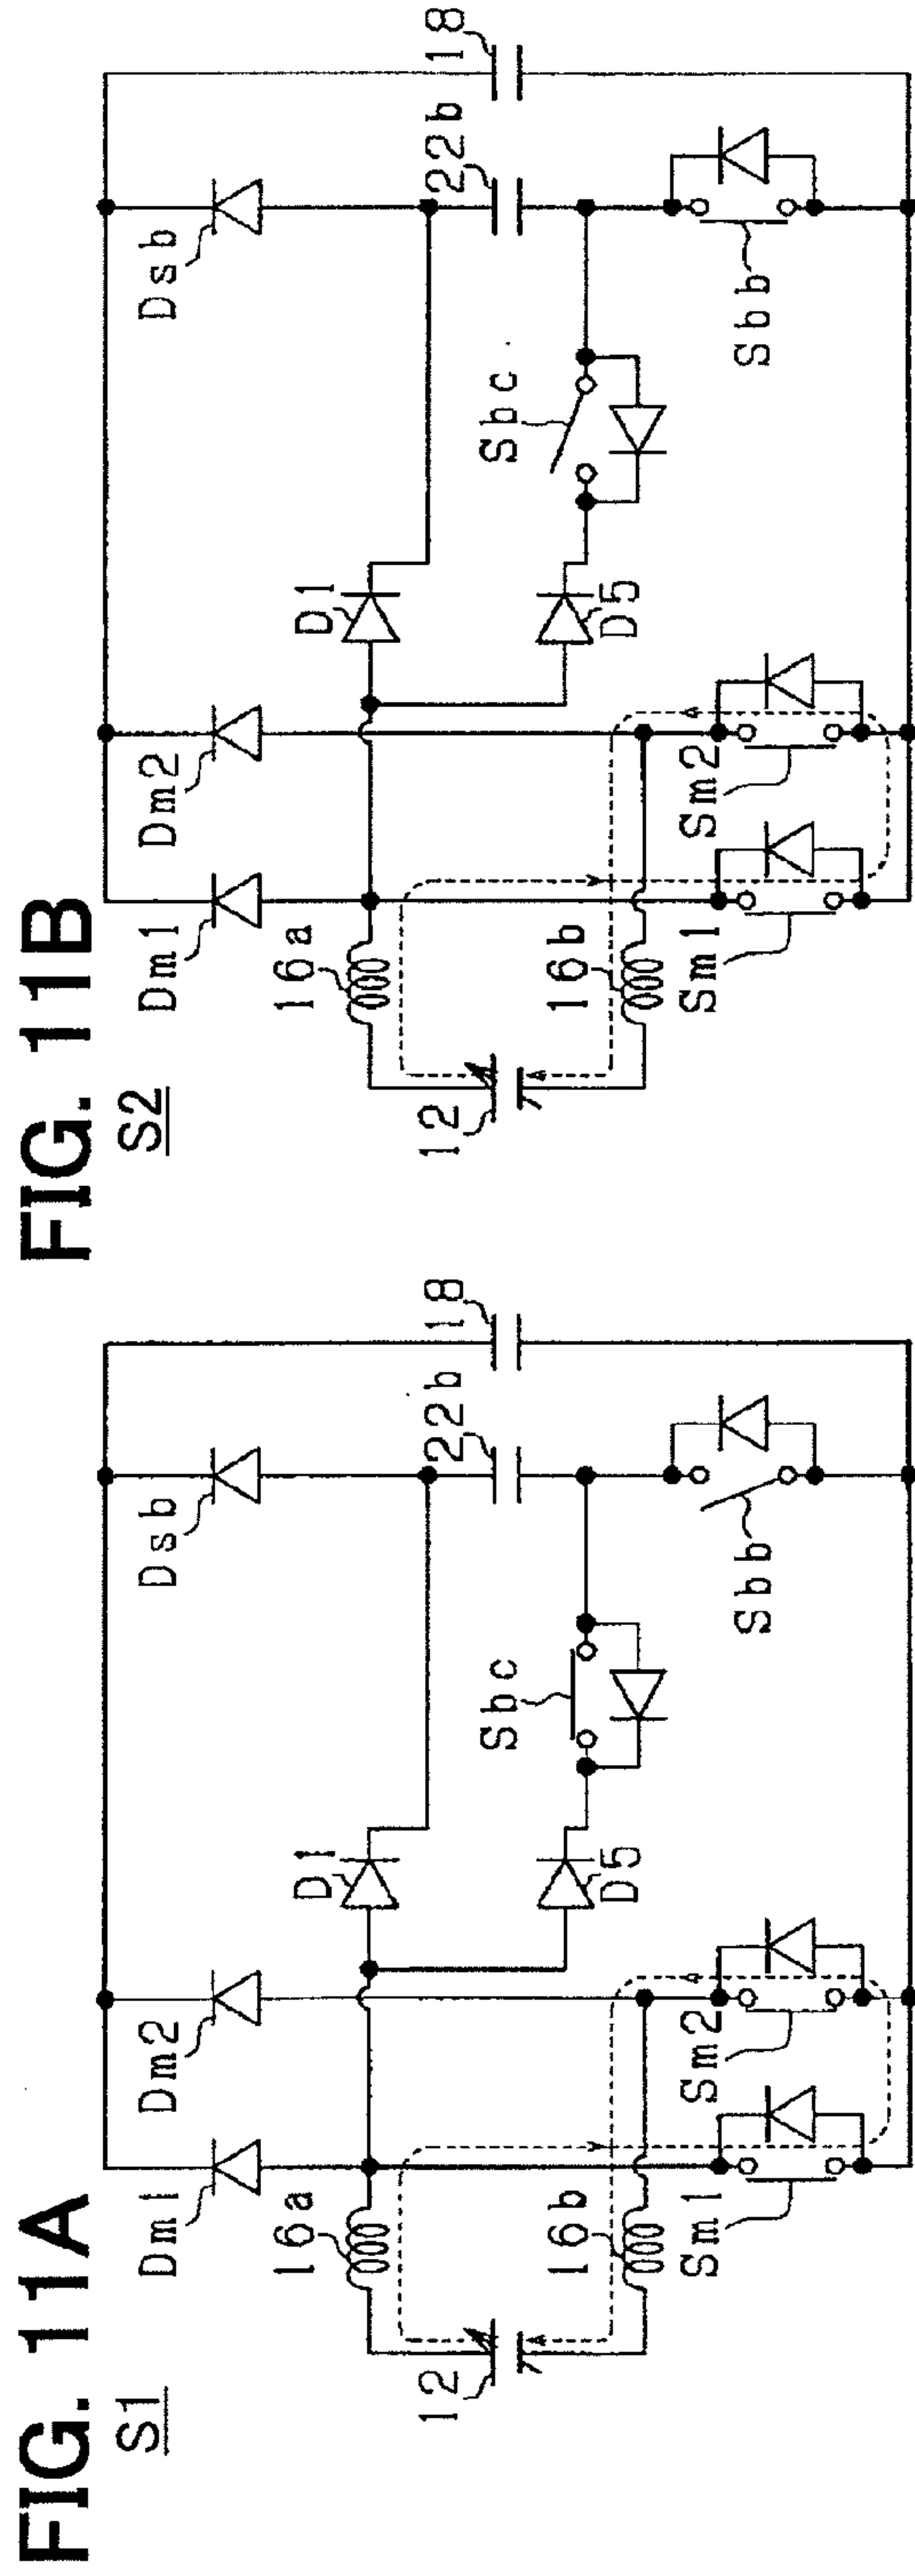 FIG. 11A
S1
Dm1
Dm2
Dsb
16a
D1
22b
18
12
Sbc
16b
D5
Sm1
Sm2
Sbb
FIG. 11B
S2
Dm1
Dm2
Dsb
16a
D1
22b
18
12
Sbc
16b
D5
Sm1
Sm2
Sbb